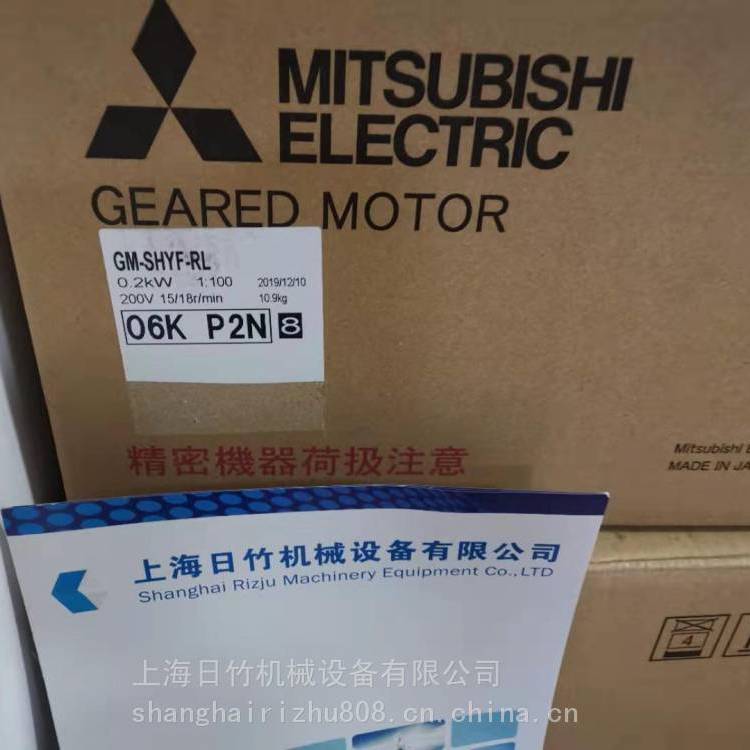 MITSUBISHI
ELECTRIC
GEARED MOTOR
GM-SHYF-RL
0.2kW 1:100 2019/12/10
200V 15/18r/min 10.9kg
06K P2N 8
精密機器荷扱注意
Mitsubishi
MADE IN JA
上海日竹机械设备有限公司
Shanghai Rizju Machinery Equipment Co.,LTD
4
上海日竹机械设备有限公司
shanghairizhu808.cn.china.cn